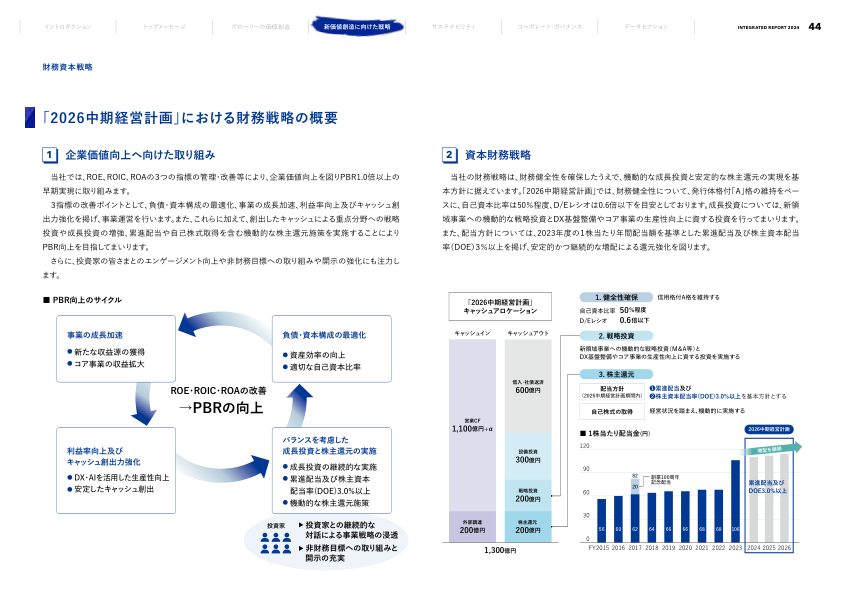 イントロダクション
トップメッセージ
グローリーの価値創造
新価値創造に向けた戦略
サステナビリティ
コーポレート・ガバナンス
データセクション
INTEGRATED REPORT 2024 44
財務資本戦略
「2026中期経営計画」における財務戦略の概要
1 企業価値向上へ向けた取り組み
当社では、ROE、ROIC、ROAの3つの指標の管理・改善等により、企業価値向上を図りPBR1.0倍以上の
早期実現に取り組みます。
3指標の改善ポイントとして、負債・資本構成の最適化、事業の成長加速、利益率向上及びキャッシュ創
出力強化を掲げ、事業運営を行います。また、これらに加えて、創出したキャッシュによる重点分野への戦略
投資や成長投資の増強、累進配当や自己株式取得を含む機動的な株主還元施策を実施することにより
PBR向上を目指してまいります。
さらに、投資家の皆さまとのエンゲージメント向上や非財務目標への取り組みや開示の強化にも注力し
ます。
■ PBR向上のサイクル
事業の成長加速
● 新たな収益源の獲得
● コア事業の収益拡大
負債・資本構成の最適化
● 資産効率の向上
● 適切な自己資本比率
ROE・ROIC・ROAの改善
→PBRの向上
利益率向上及び
キャッシュ創出力強化
● DX・AIを活用した生産性向上
● 安定したキャッシュ創出
バランスを考慮した
成長投資と株主還元の実施
● 成長投資の継続的な実施
● 累進配当及び株主資本
配当率(DOE)3.0%以上
● 機動的な株主還元施策
投資家
▶ 投資家との継続的な
対話による事業戦略の浸透
▶ 非財務目標への取り組みと
開示の充実
2 資本財務戦略
当社の財務戦略は、財務健全性を確保したうえで、機動的な成長投資と安定的な株主還元の実現を基
本方針に据えています。「2026中期経営計画」では、財務健全性について、発行体格付「A」格の維持をベー
スに、自己資本比率は50%程度、D/Eレシオは0.6倍以下を目安としております。成長投資については、新領
域事業への機動的な戦略投資とDX基盤整備やコア事業の生産性向上に資する投資を行ってまいります。
また、配当方針については、2023年度の1株当たり年間配当額を基準とした累進配当及び株主資本配当
率(DOE)3%以上を掲げ、安定的かつ継続的な増配による還元強化を図ります。
「2026中期経営計画」
キャッシュアロケーション
キャッシュイン
キャッシュアウト
営業CF
1,100億円+α
外部調達
200億円
借入・社債返済
600億円
設備投資
300億円
戦略投資
200億円
株主還元
200億円
1,300億円
1. 健全性確保 信用格付A格を維持する
自己資本比率 50%程度
D/Eレシオ 0.6倍以下
2. 戦略投資
新領域事業への機動的な戦略投資(M&A等)と
DX基盤整備やコア事業の生産性向上に資する投資を実施する
3. 株主還元
配当方針
(2026中期経営計画期間内)
❶累進配当及び
❷株主資本配当率(DOE)3.0%以上を基本方針とする
自己株式の取得 経営状況を踏まえ、機動的に実施する
■ 1株当たり配当金(円)
2026中期経営計画
増配を継続
累進配当及び
DOE3.0%以上
創業100周年
記念配当
120
90
60
30
0
82
20
56 60 62 64 66 66 68 68 106
FY2015 2016 2017 2018 2019 2020 2021 2022 2023 2024 2025 2026